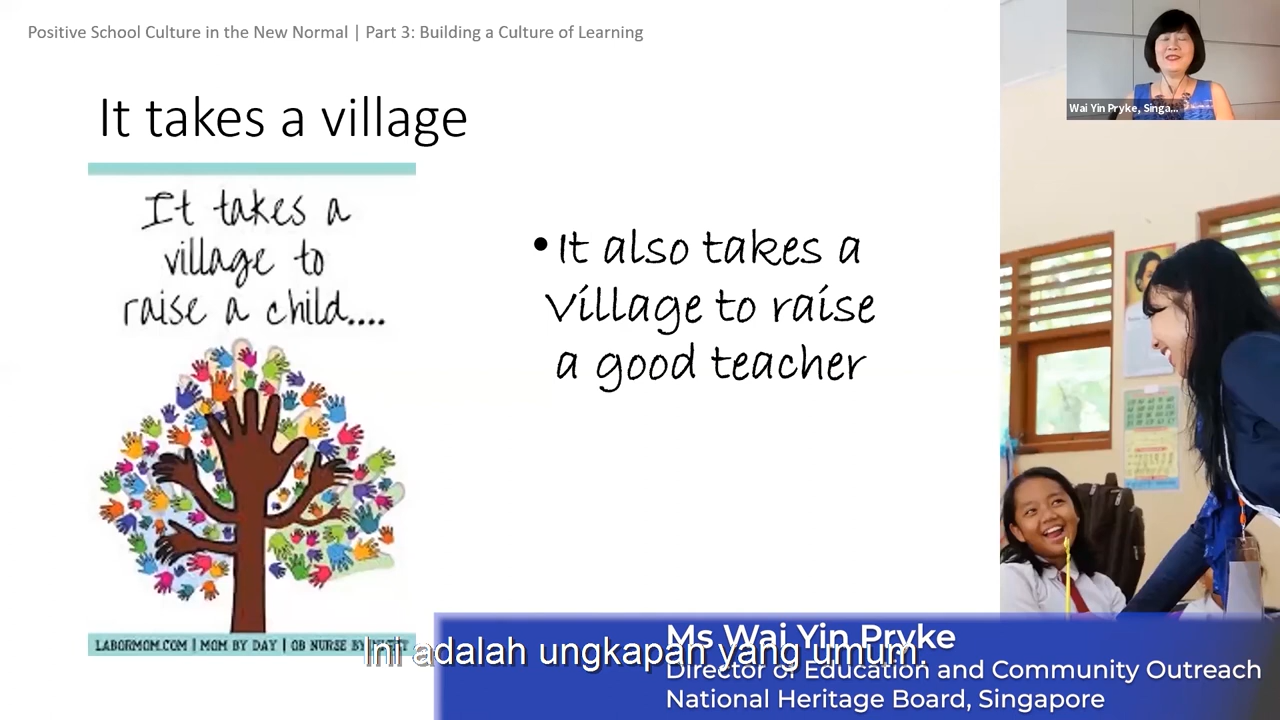 Positive School Culture in the New Normal | Part 3: Building a Culture of Learning
Wai Yin Pryke, Singa...
It takes a village
It takes a
village to
raise a child....
• It also takes a
Village to raise
a good teacher
LABORMOM.COM | MOM BY DAY | OB NURSE BY
Ms Wai Yin Pryke
Ini adalah ungkapan yang umum.
Director of Education and Community Outreach
National Heritage Board, Singapore